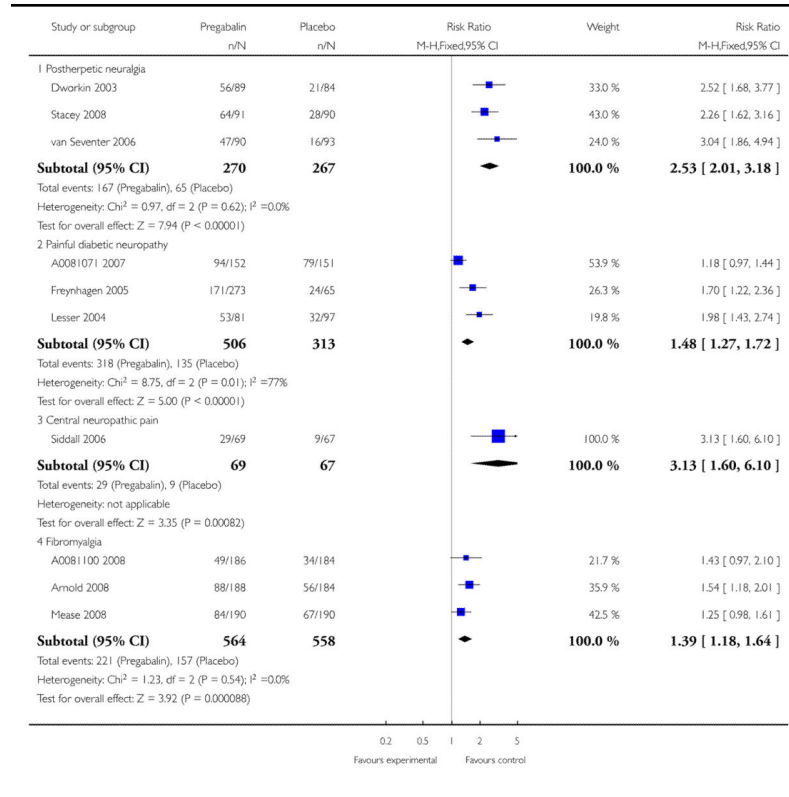 Study or subgroup Pregabalin Placebo Risk Ratio Weight Risk Ratio
n/N n/N M-H,Fixed,95% CI M-H,Fixed,95% CI
1 Postherpetic neuralgia
Dworkin 2003 56/89 21/84 33.0 % 2.52 [ 1.68, 3.77 ]
Stacey 2008 64/91 28/90 43.0 % 2.26 [ 1.62, 3.16 ]
van Seventer 2006 47/90 16/93 24.0 % 3.04 [ 1.86, 4.94 ]
Subtotal (95% CI) 270 267 100.0 % 2.53 [ 2.01, 3.18 ]
Total events: 167 (Pregabalin), 65 (Placebo)
Heterogeneity: Chi² = 0.97, df = 2 (P = 0.62); I² =0.0%
Test for overall effect: Z = 7.94 (P < 0.00001)
2 Painful diabetic neuropathy
A0081071 2007 94/152 79/151 53.9 % 1.18 [ 0.97, 1.44 ]
Freynhagen 2005 171/273 24/65 26.3 % 1.70 [ 1.22, 2.36 ]
Lesser 2004 53/81 32/97 19.8 % 1.98 [ 1.43, 2.74 ]
Subtotal (95% CI) 506 313 100.0 % 1.48 [ 1.27, 1.72 ]
Total events: 318 (Pregabalin), 135 (Placebo)
Heterogeneity: Chi² = 8.75, df = 2 (P = 0.01); I² =77%
Test for overall effect: Z = 5.00 (P < 0.00001)
3 Central neuropathic pain
Siddall 2006 29/69 9/67 100.0 % 3.13 [ 1.60, 6.10 ]
Subtotal (95% CI) 69 67 100.0 % 3.13 [ 1.60, 6.10 ]
Total events: 29 (Pregabalin), 9 (Placebo)
Heterogeneity: not applicable
Test for overall effect: Z = 3.35 (P = 0.00082)
4 Fibromyalgia
A0081100 2008 49/186 34/184 21.7 % 1.43 [ 0.97, 2.10 ]
Arnold 2008 88/188 56/184 35.9 % 1.54 [ 1.18, 2.01 ]
Mease 2008 84/190 67/190 42.5 % 1.25 [ 0.98, 1.61 ]
Subtotal (95% CI) 564 558 100.0 % 1.39 [ 1.18, 1.64 ]
Total events: 221 (Pregabalin), 157 (Placebo)
Heterogeneity: Chi² = 1.23, df = 2 (P = 0.54); I² =0.0%
Test for overall effect: Z = 3.92 (P = 0.000088)
0.2 0.5 1 2 5
Favours experimental Favours control